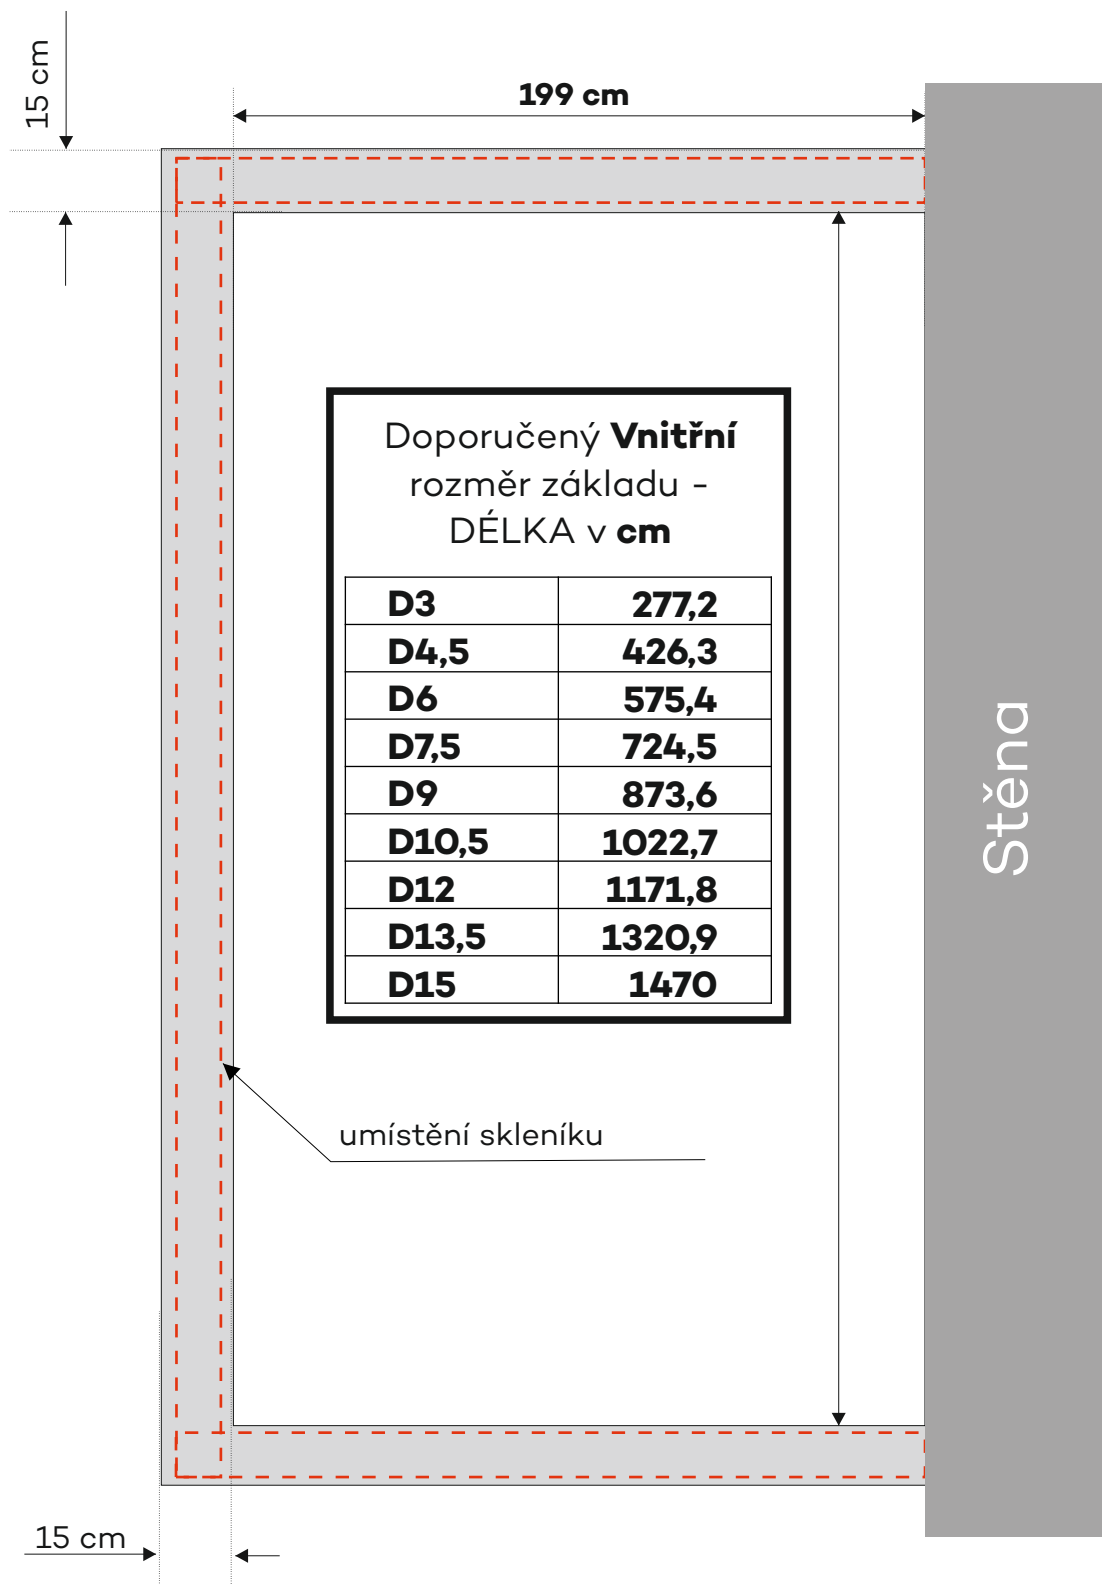 15 cm
199 cm
Doporučený Vnitřní
rozměr základu -
DÉLKA v cm
D3 277,2
D4,5 426,3
D6 575,4
D7,5 724,5
D9 873,6
D10,5 1022,7
D12 1171,8
D13,5 1320,9
D15 1470
Stěna
umístění skleníku
15 cm